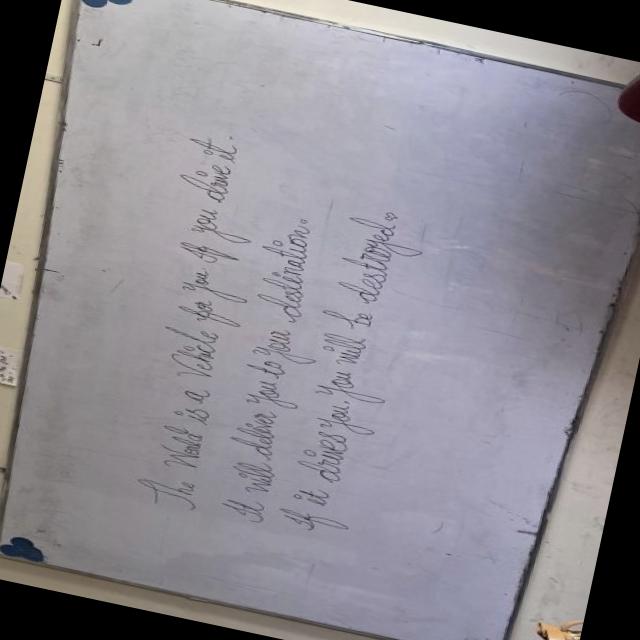 The World is a Vehicle for you If you drive it.
It will deliver You to Your destination.
If it drives You You will be destroyed.